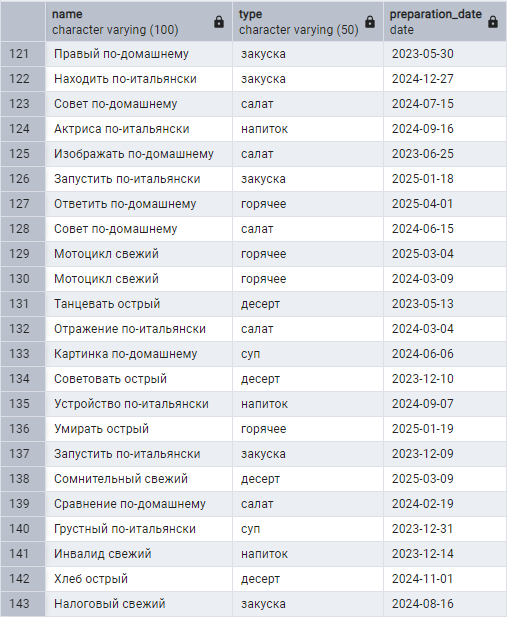 name type preparation_date
character varying (100) character varying (50) date
121 Правый по-домашнему закуска 2023-05-30
122 Находить по-итальянски закуска 2024-12-27
123 Совет по-домашнему салат 2024-07-15
124 Актриса по-итальянски напиток 2024-09-16
125 Изображать по-домашнему салат 2023-06-25
126 Запустить по-итальянски закуска 2025-01-18
127 Ответить по-домашнему горячее 2025-04-01
128 Совет по-домашнему салат 2024-06-15
129 Мотоцикл свежий горячее 2025-03-04
130 Мотоцикл свежий горячее 2024-03-09
131 Танцевать острый десерт 2023-05-13
132 Отражение по-итальянски салат 2024-03-04
133 Картинка по-домашнему суп 2024-06-06
134 Советовать острый десерт 2023-12-10
135 Устройство по-итальянски напиток 2024-09-07
136 Умирать острый горячее 2025-01-19
137 Запустить по-итальянски закуска 2023-12-09
138 Сомнительный свежий десерт 2025-03-09
139 Сравнение по-домашнему салат 2024-02-19
140 Грустный по-итальянски суп 2023-12-31
141 Инвалид свежий напиток 2023-12-14
142 Хлеб острый десерт 2024-11-01
143 Налоговый свежий закуска 2024-08-16